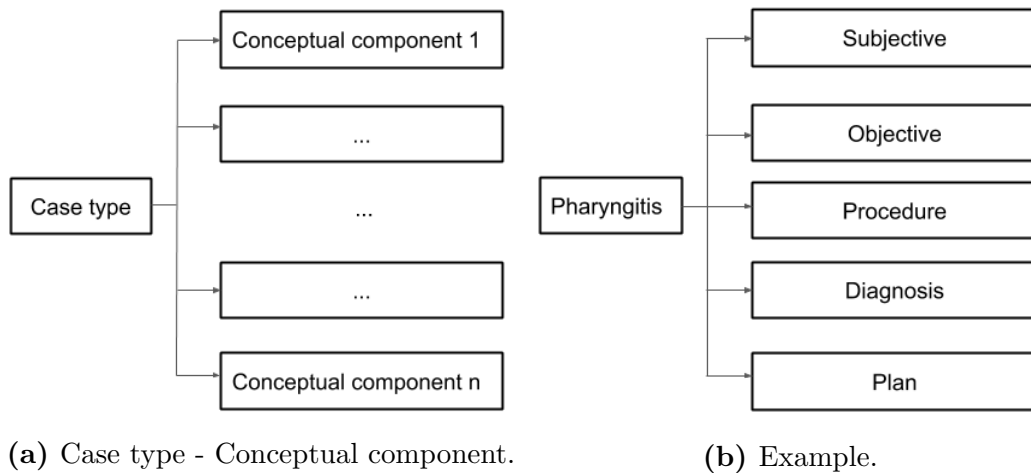 Conceptual component 1
...
Case type
...
...
Conceptual component n
(a) Case type - Conceptual component.
Subjective
Objective
Pharyngitis
Procedure
Diagnosis
Plan
(b) Example.